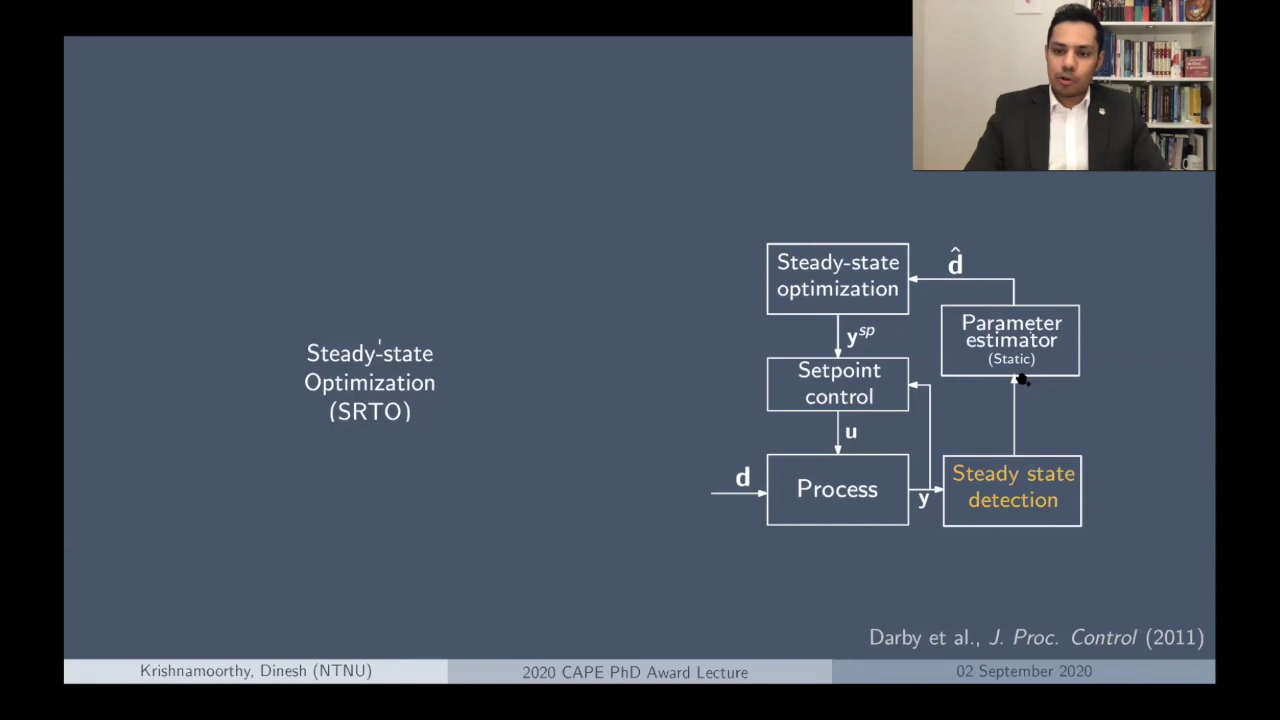 Steady-state
Optimization
(SRTO)
Steady-state
optimization
d̂
Parameter
estimator
(Static)
y^sp
Setpoint
control
u
d
Process
y
Steady state
detection
Darby et al., J. Proc. Control (2011)
Krishnamoorthy, Dinesh (NTNU)
2020 CAPE PhD Award Lecture
02 September 2020